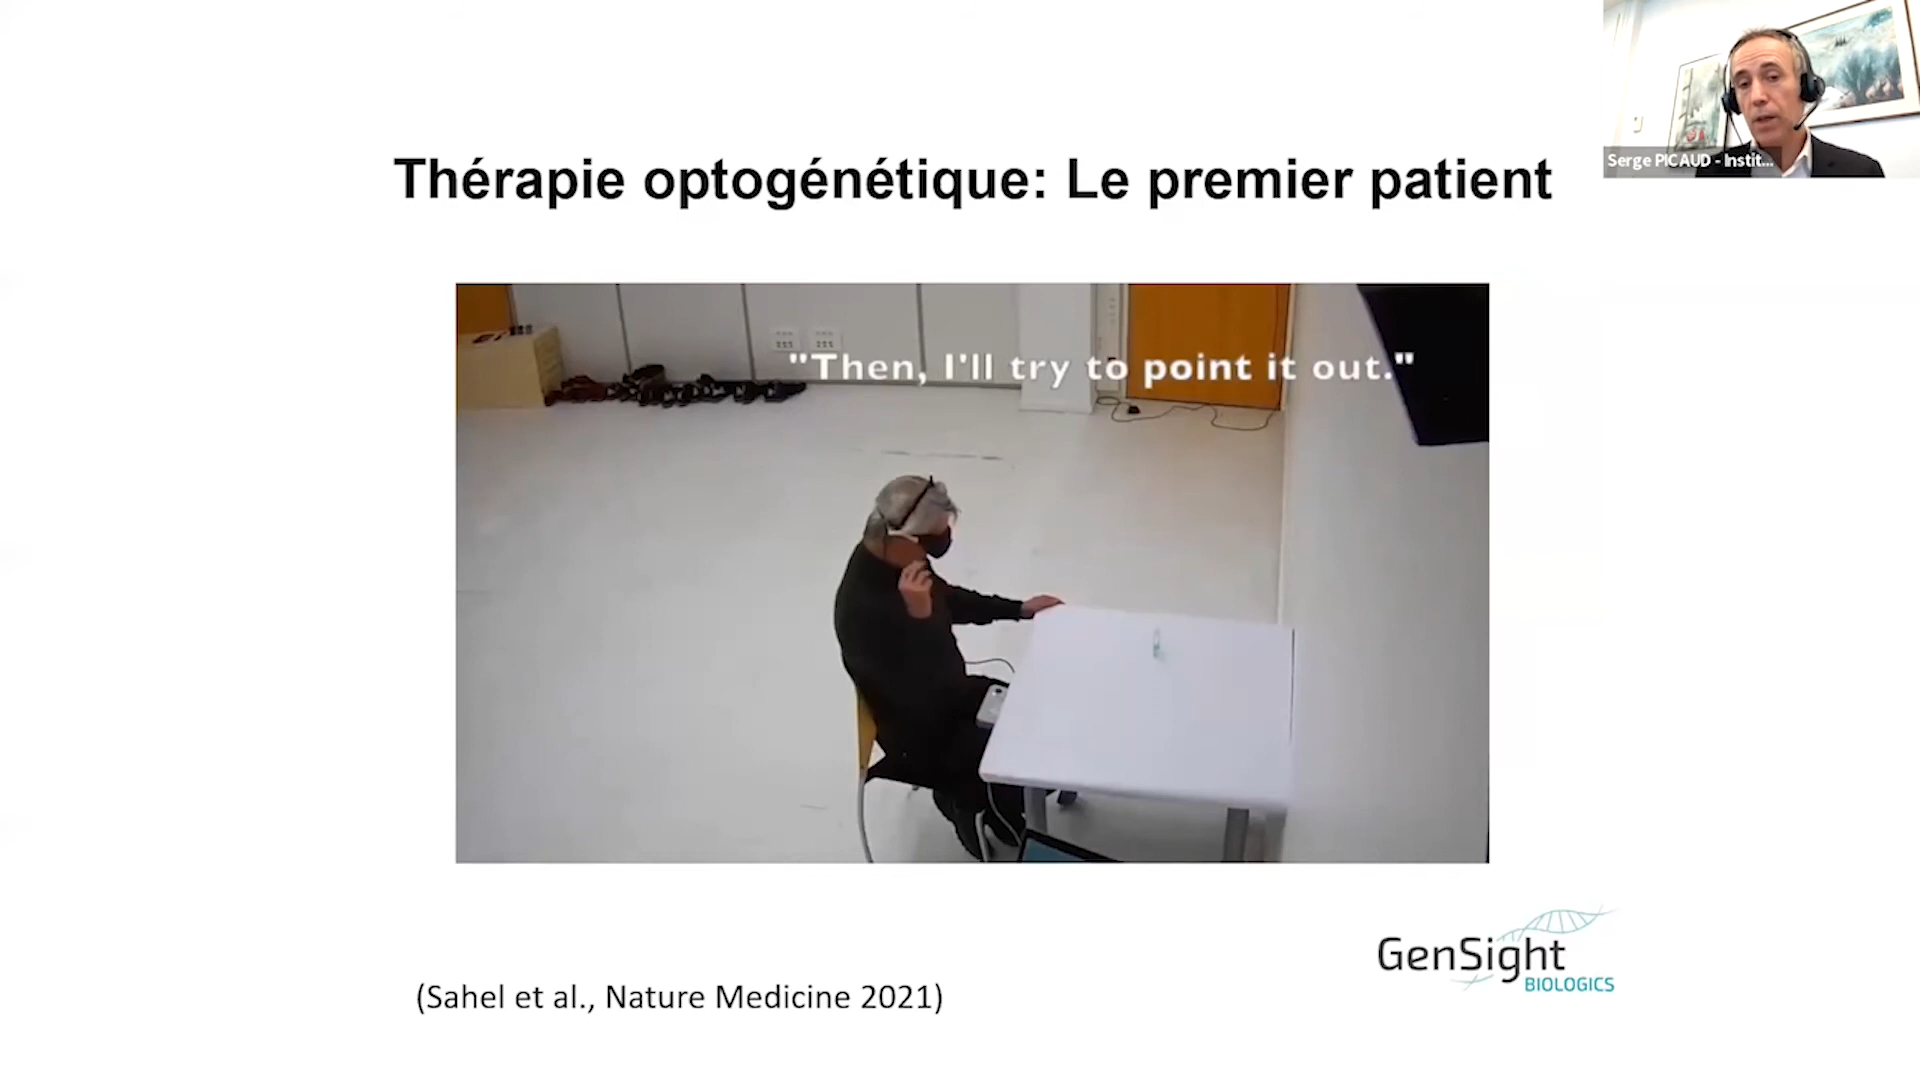 Serge PICAUD - Instit...
Thérapie optogénétique: Le premier patient
"Then, I'll try to point it out."
GenSight
BIOLOGICS
(Sahel et al., Nature Medicine 2021)